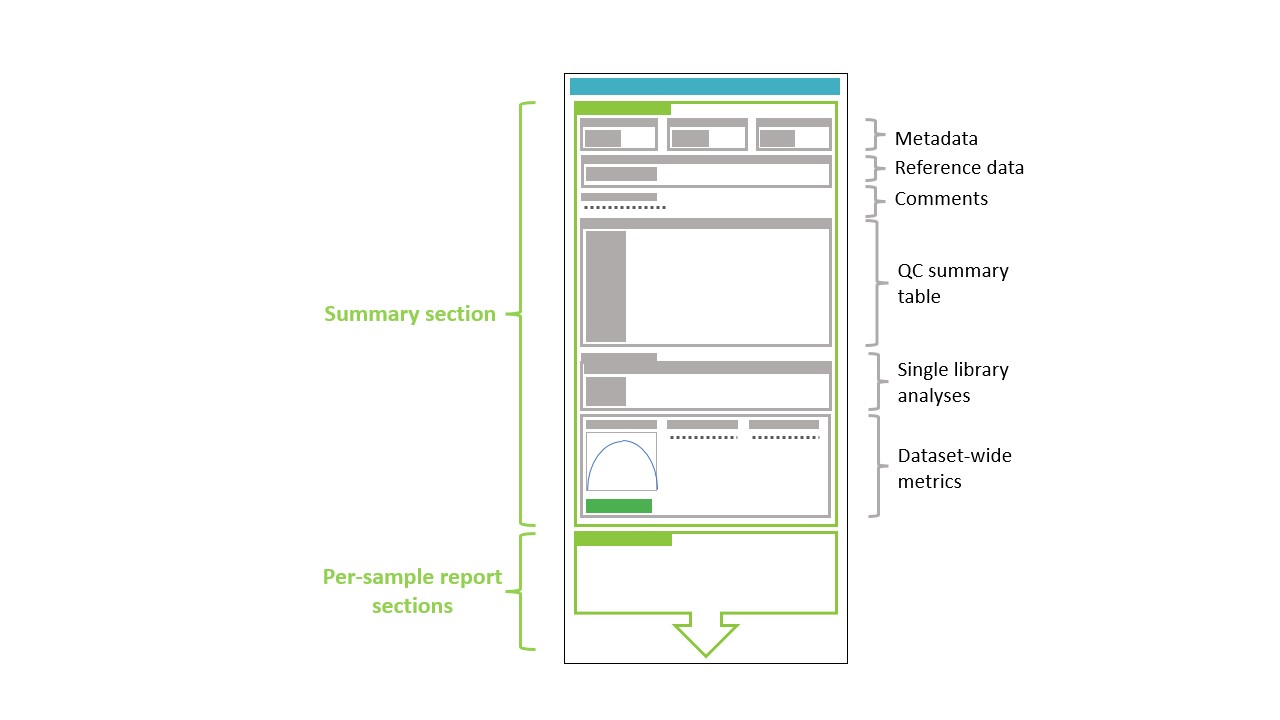 Metadata
Reference data
Comments
QC summary
table
Summary section
Single library
analyses
Dataset-wide
metrics
Per-sample report
sections